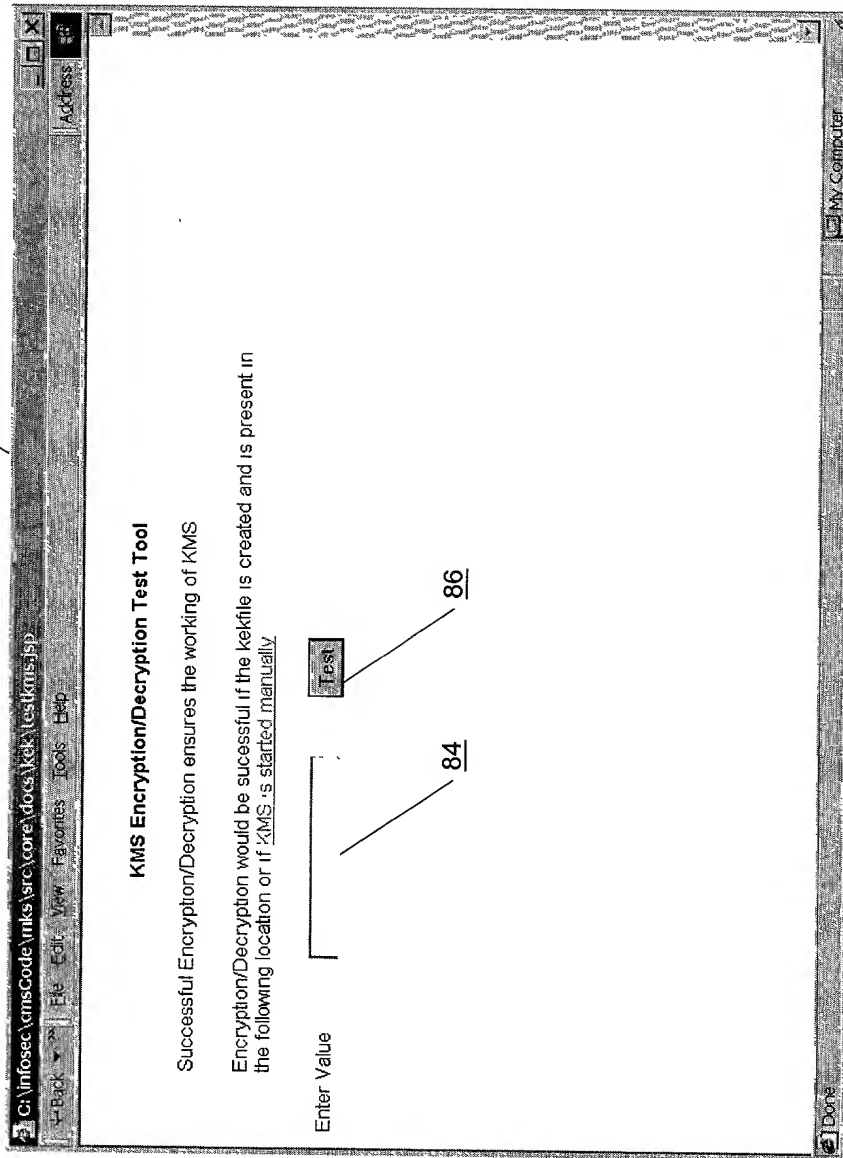 C:\infosec\cmsCode\mks\src\core\docs\kek\testkms.jsp
Back File Edit View Favorites Tools Help Address
KMS Encryption/Decryption Test Tool
Successful Encryption/Decryption ensures the working of KMS
Encryption/Decryption would be sucessful if the kekfile is created and is present in
the following location or if KMS is started manually
Enter Value
Test
84
86
Done
My Computer